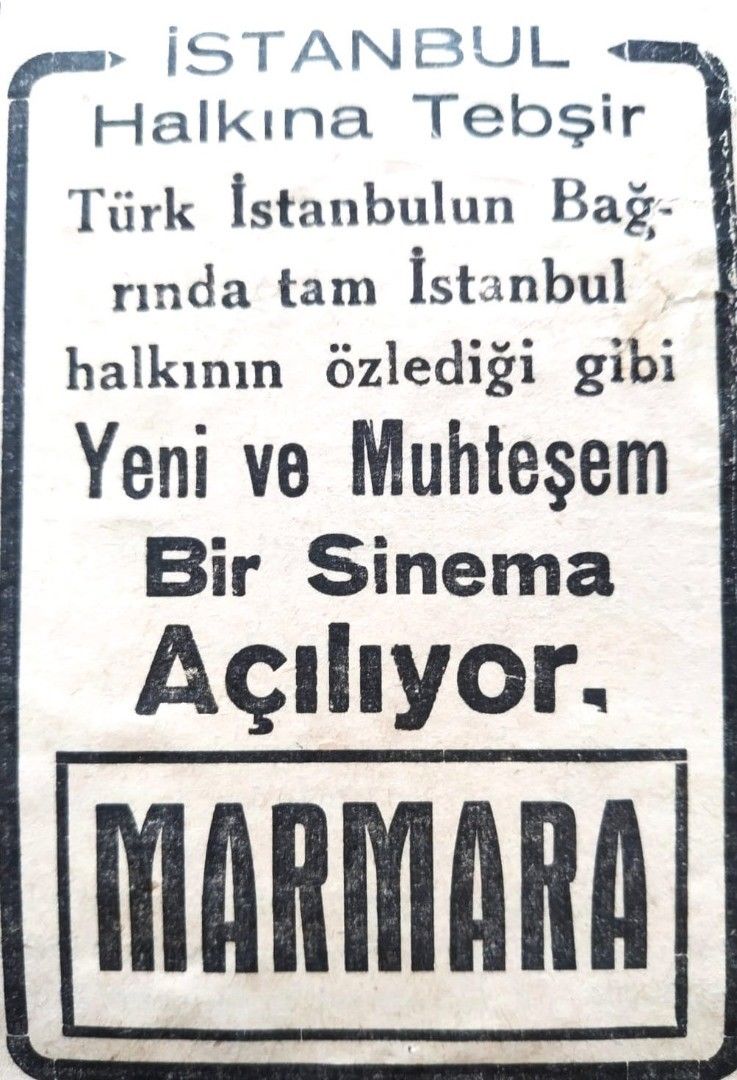 İSTANBUL
Halkına Tebşir
Türk İstanbulun Bağ-
rında tam İstanbul
halkının özlediği gibi
Yeni ve Muhteşem
Bir Sinema
Açılıyor.
MARMARA